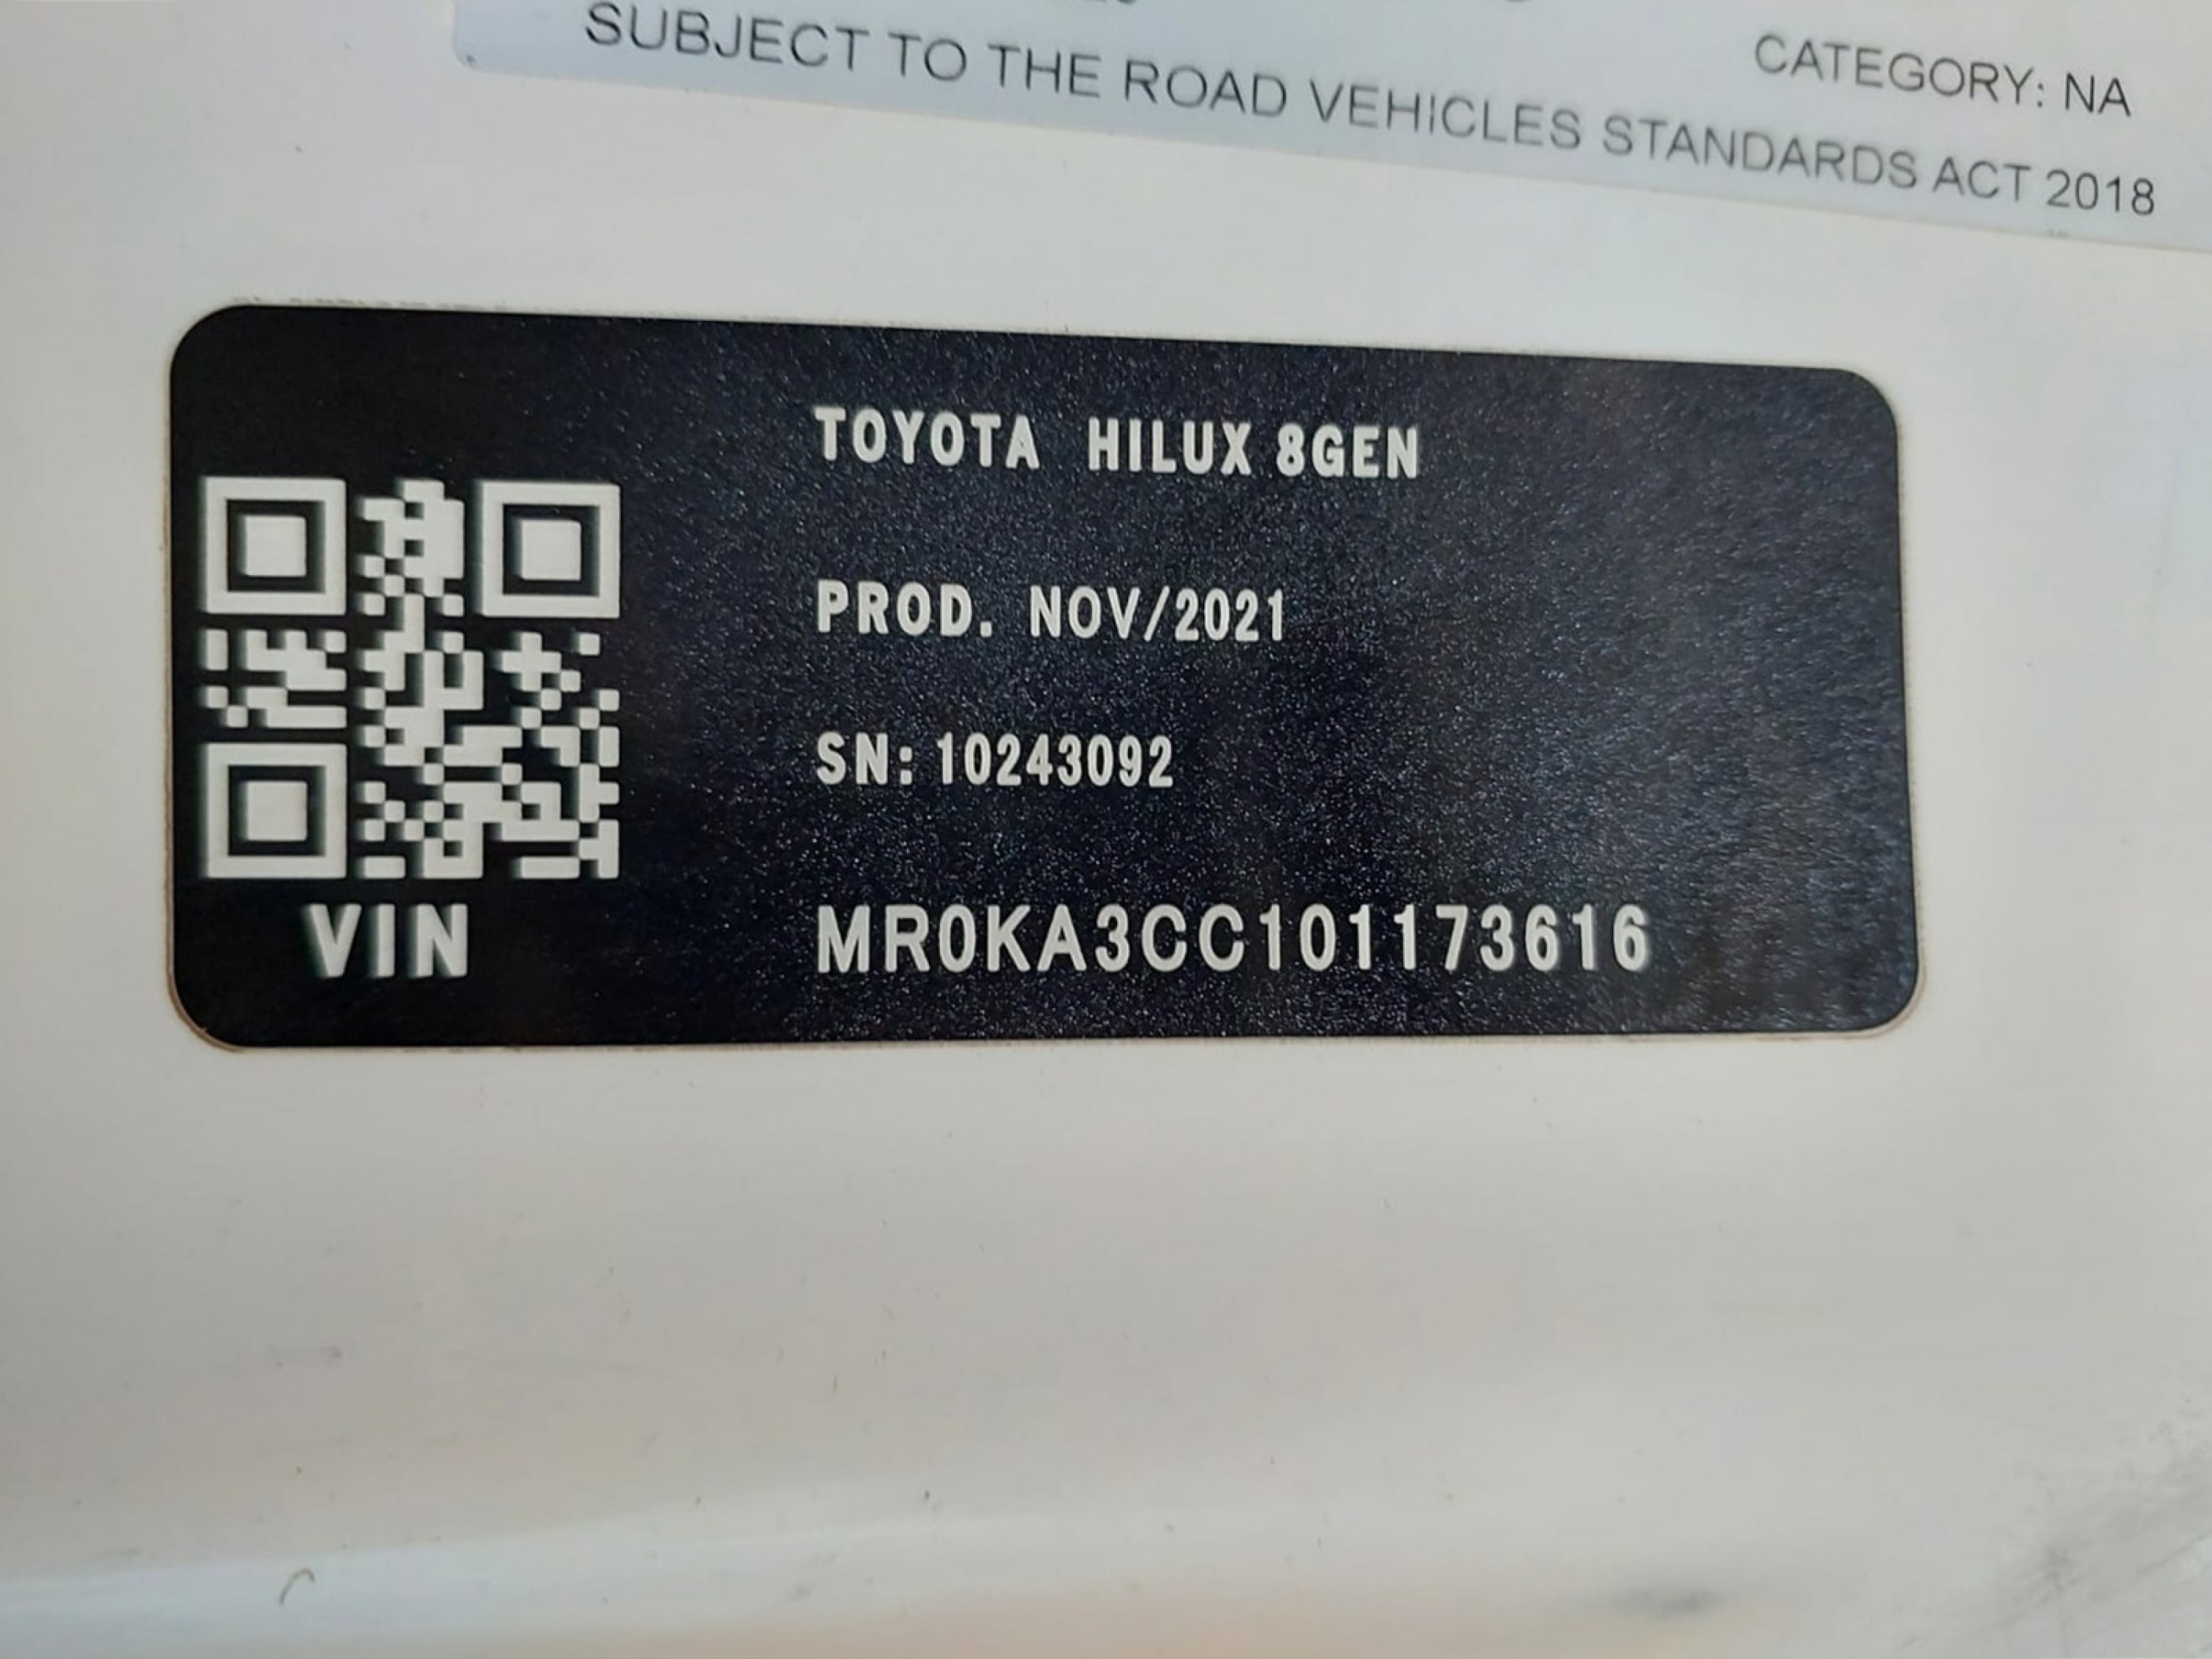 CATEGORY: NA
SUBJECT TO THE ROAD VEHICLES STANDARDS ACT 2018
TOYOTA HILUX 8GEN
PROD. NOV/2021
SN: 10243092
VIN MR0KA3CC101173616